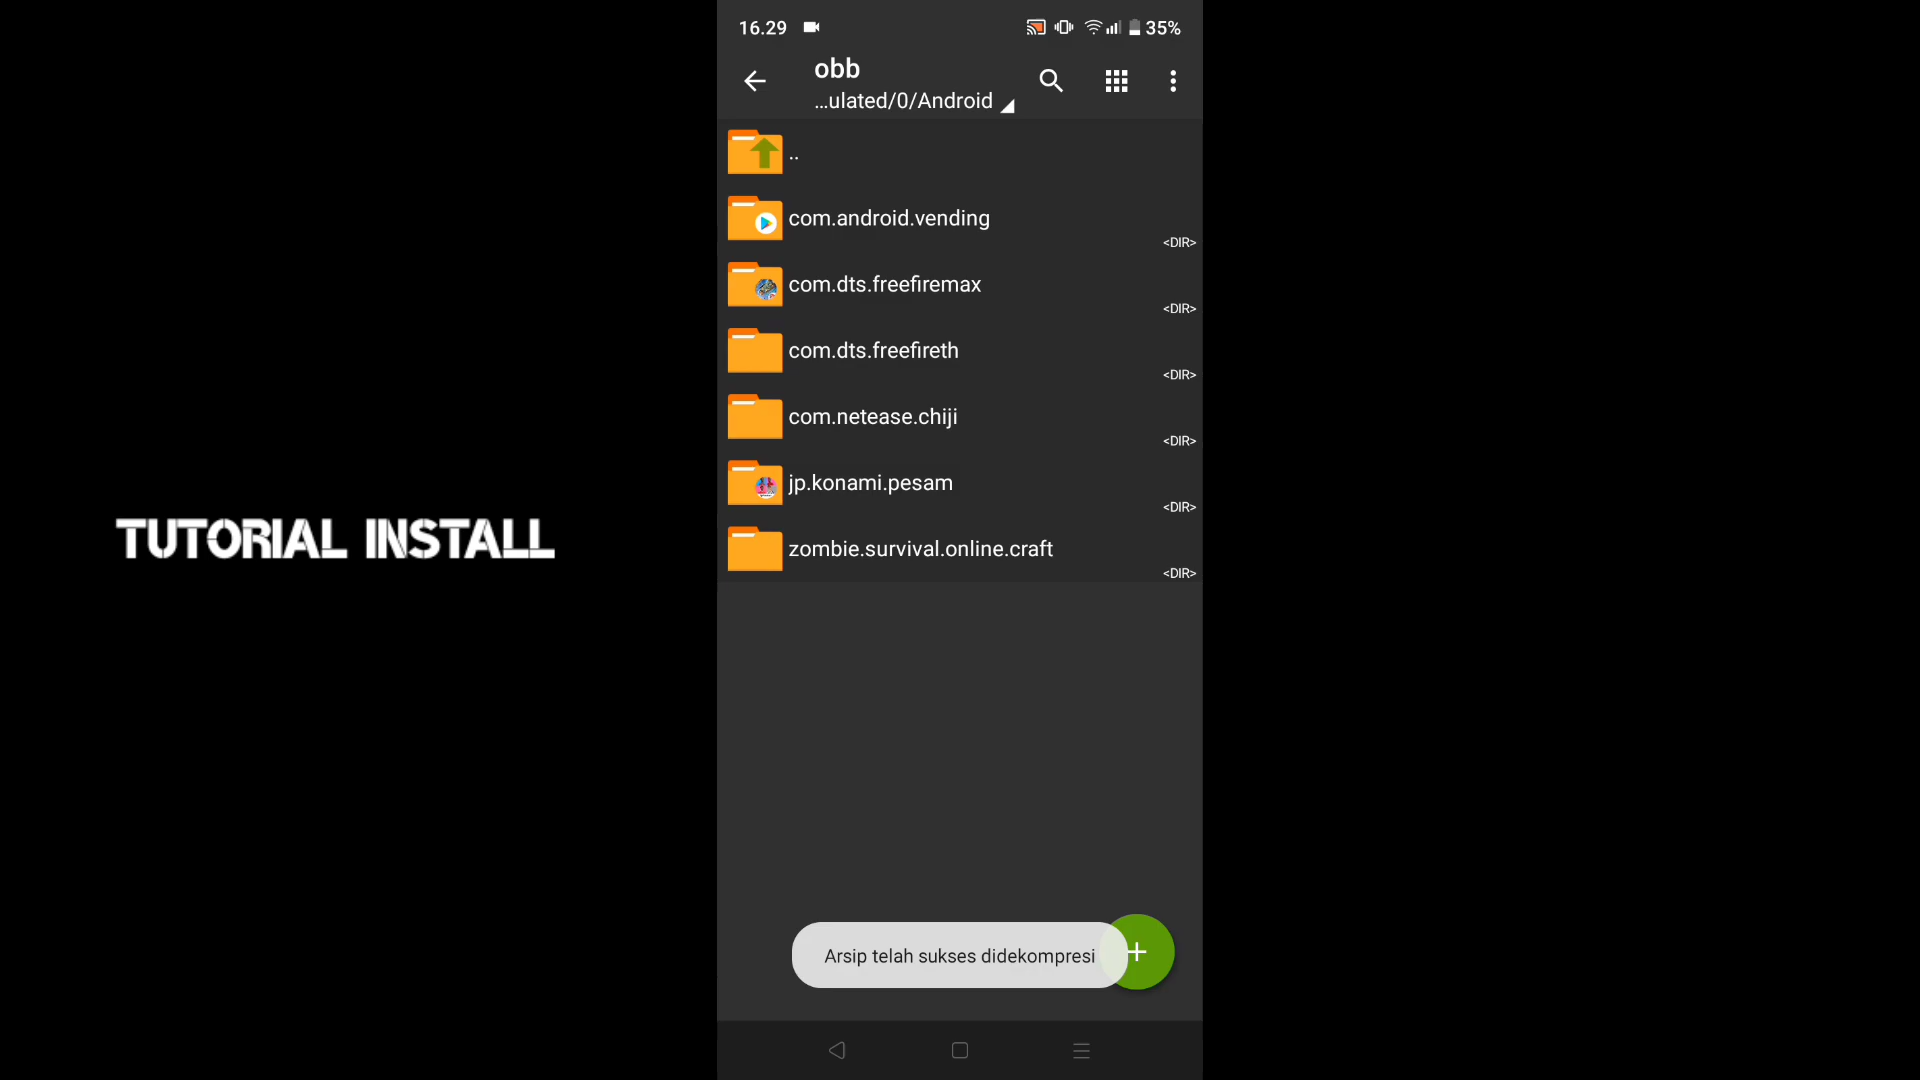 16.29
35%
obb
...ulated/0/Android
..
com.android.vending
<DIR>
com.dts.freefiremax
<DIR>
com.dts.freefireth
<DIR>
com.netease.chiji
<DIR>
jp.konami.pesam
<DIR>
zombie.survival.online.craft
<DIR>
TUTORIAL INSTALL
Arsip telah sukses didekompresi